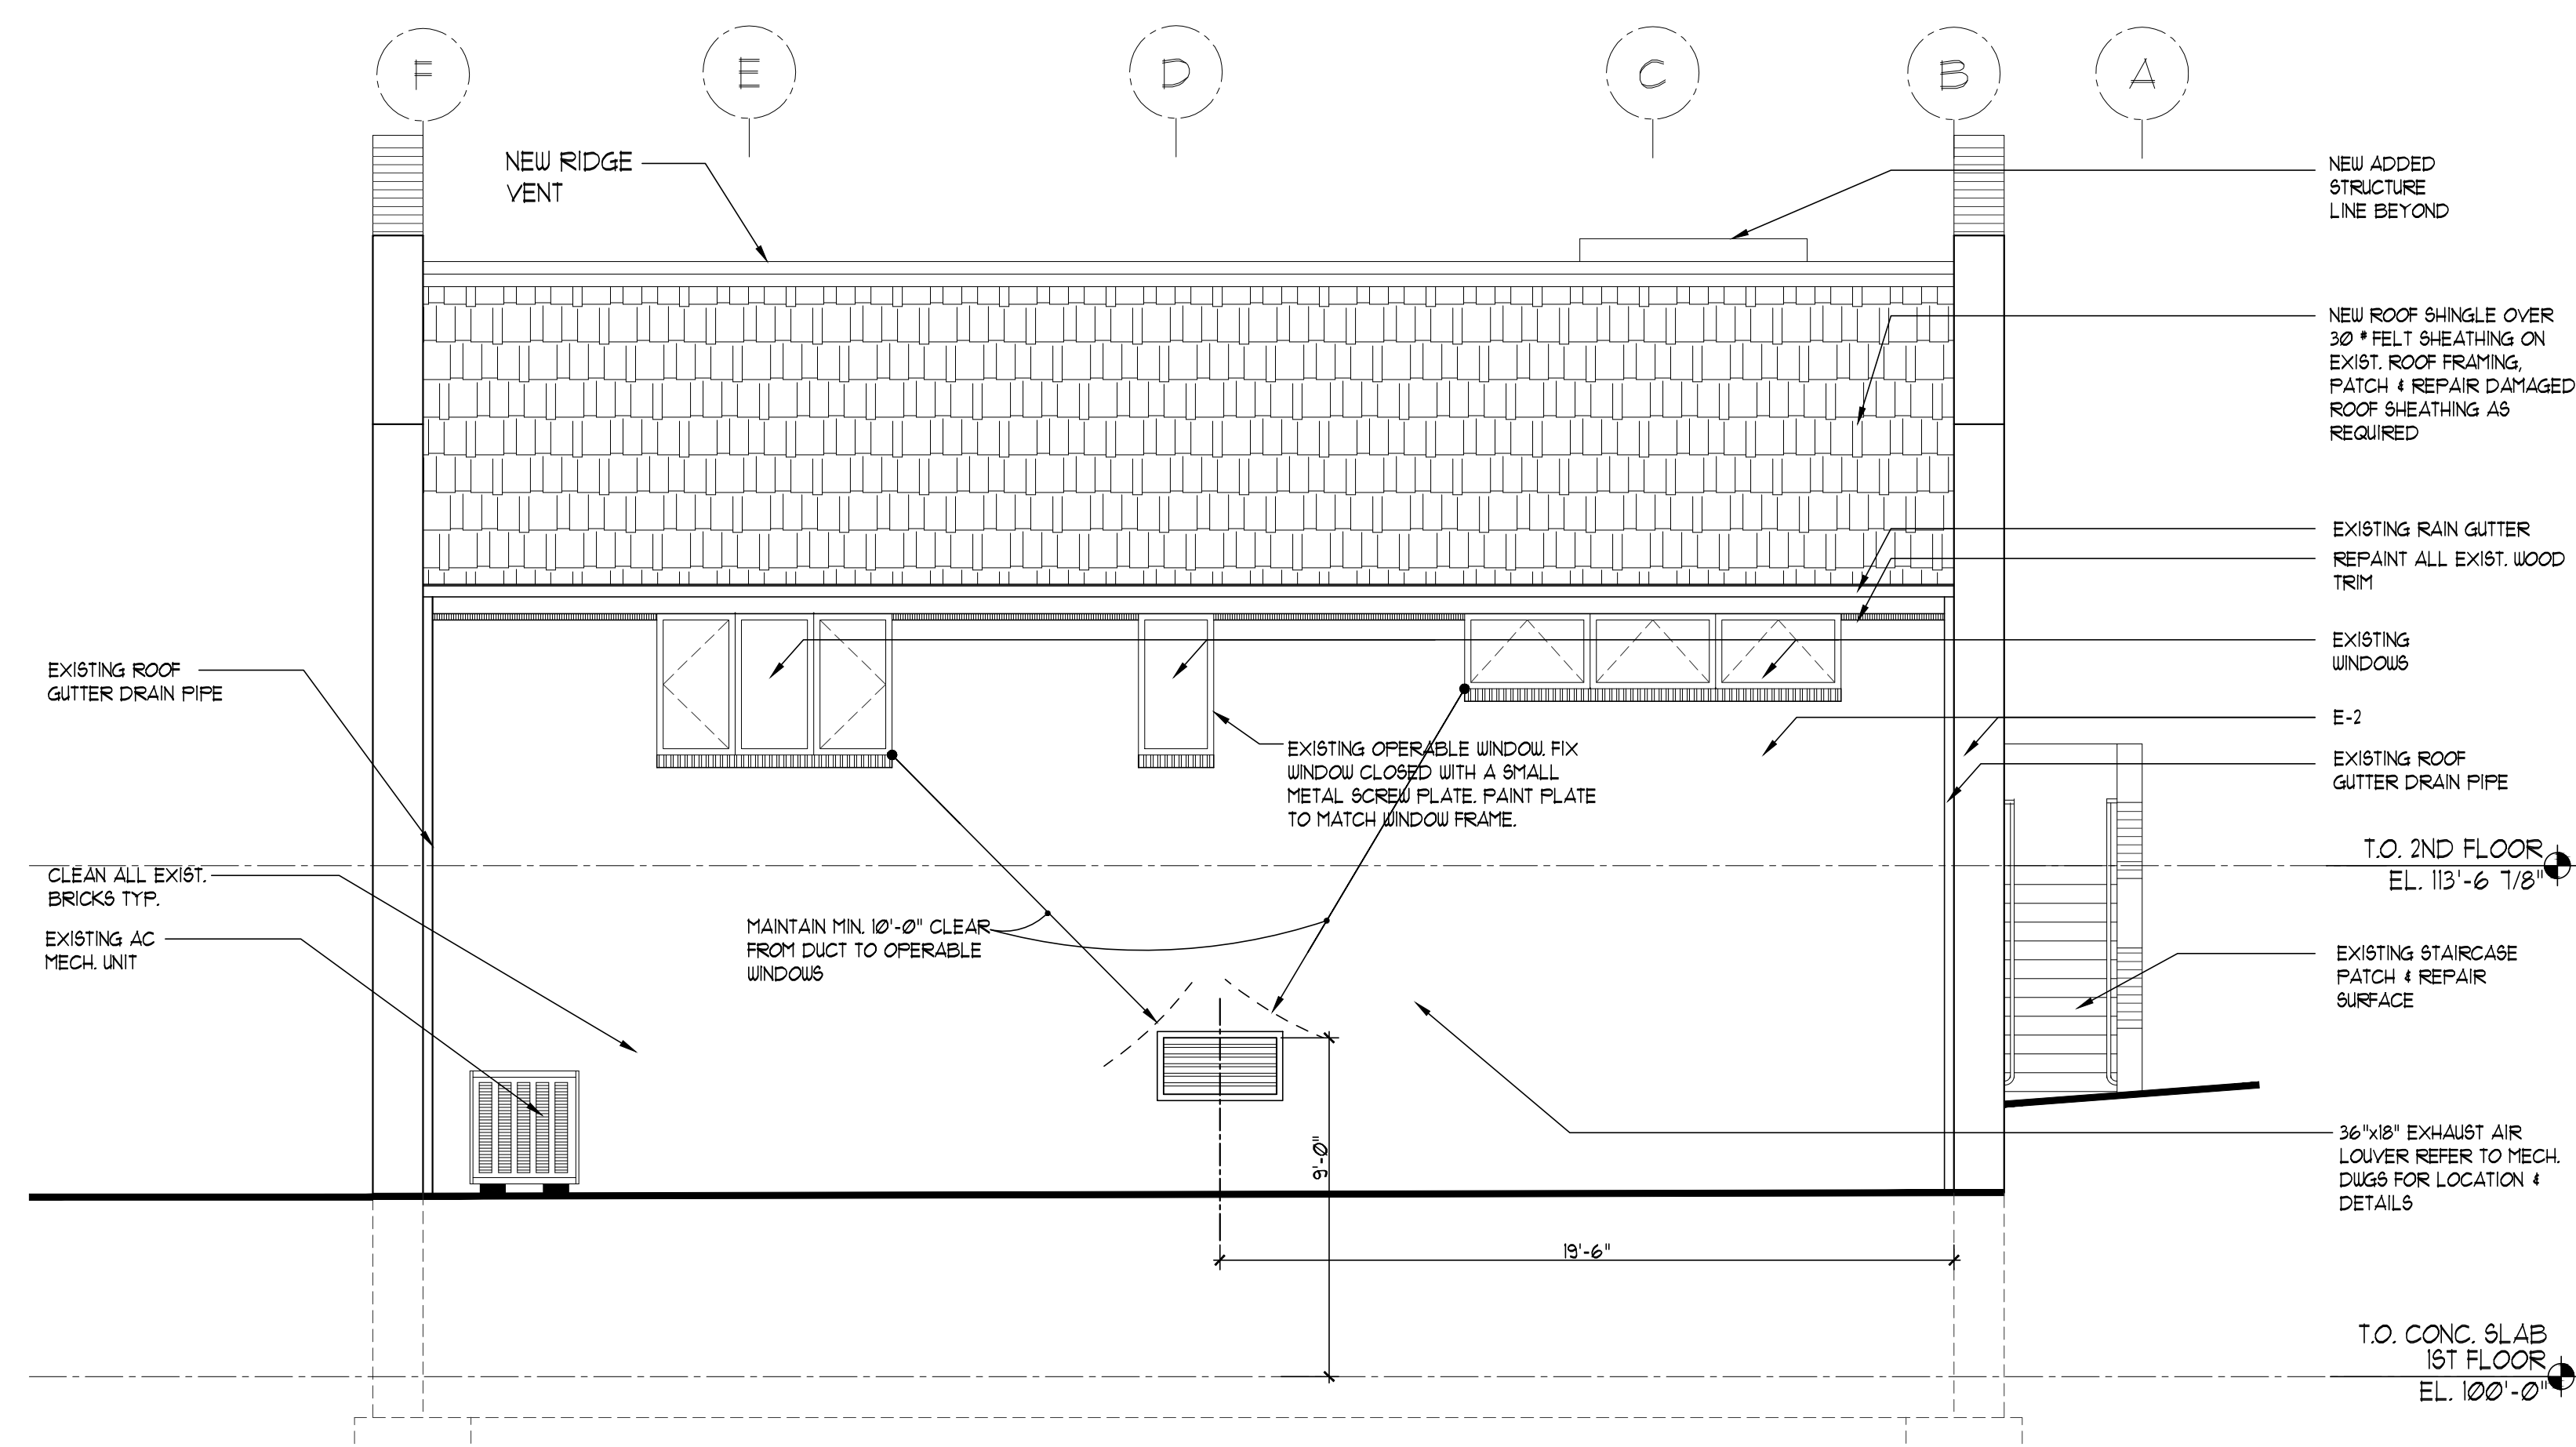 F
E
D
C
B
A
NEW RIDGE
VENT
NEW ADDED
STRUCTURE
LINE BEYOND
NEW ROOF SHINGLE OVER
30 # FELT SHEATHING ON
EXIST. ROOF FRAMING,
PATCH & REPAIR DAMAGED
ROOF SHEATHING AS
REQUIRED
EXISTING RAIN GUTTER
REPAINT ALL EXIST. WOOD
TRIM
EXISTING
WINDOWS
EXISTING ROOF
GUTTER DRAIN PIPE
E-2
EXISTING OPERABLE WINDOW. FIX
WINDOW CLOSED WITH A SMALL
METAL SCREW PLATE. PAINT PLATE
TO MATCH WINDOW FRAME.
EXISTING ROOF
GUTTER DRAIN PIPE
T.O. 2ND FLOOR
EL. 113'-6 7/8"
CLEAN ALL EXIST.
BRICKS TYP.
EXISTING AC
MECH. UNIT
MAINTAIN MIN. 10'-0" CLEAR
FROM DUCT TO OPERABLE
WINDOWS
EXISTING STAIRCASE
PATCH & REPAIR
SURFACE
36"x18" EXHAUST AIR
LOUVER REFER TO MECH.
DWGS FOR LOCATION &
DETAILS
9'-0"
19'-6"
T.O. CONC. SLAB
1ST FLOOR
EL. 100'-0"